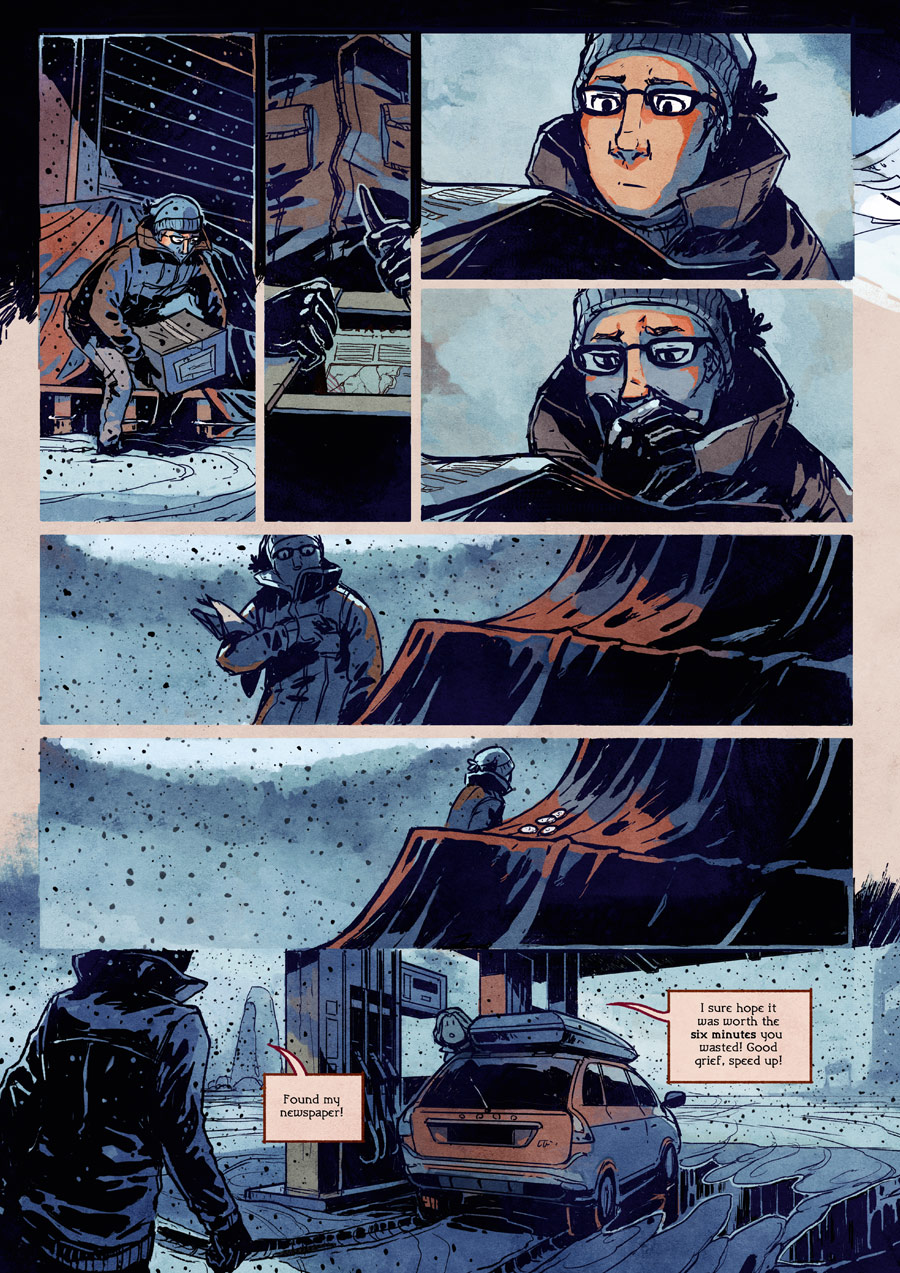 Found my
newspaper!
I sure hope it
was worth the
six minutes you
wasted! Good
grief, speed up!